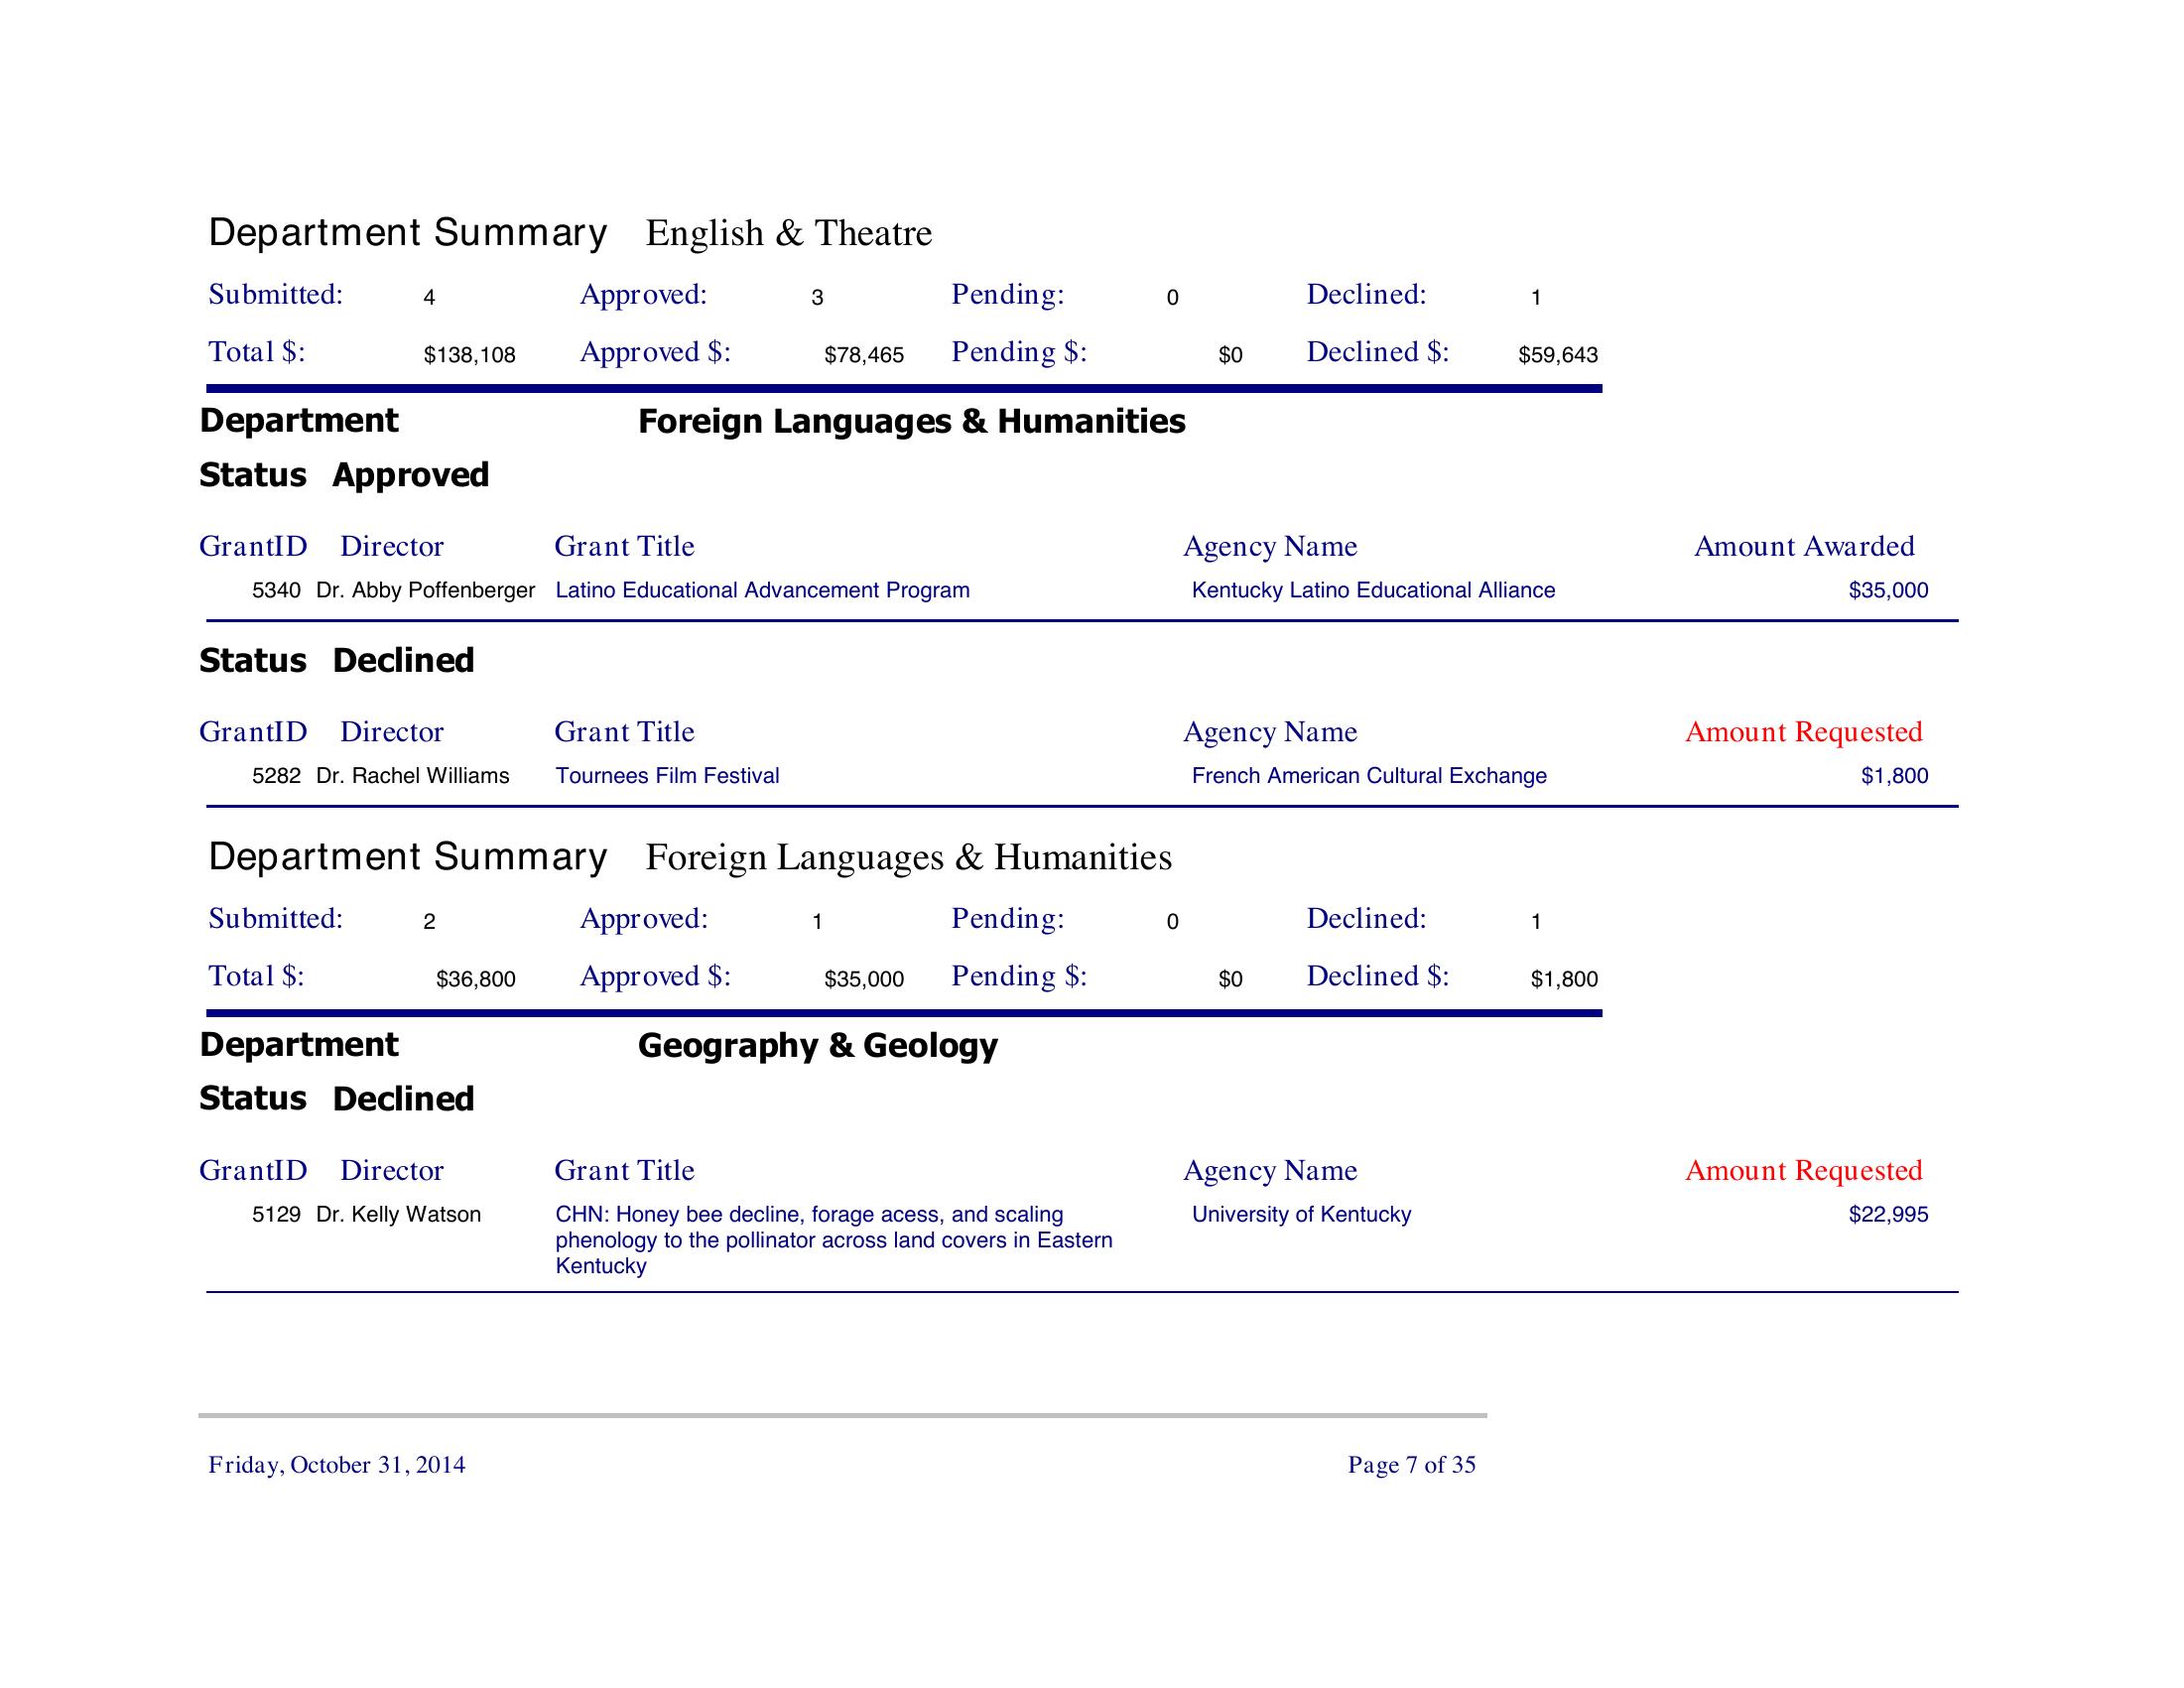 Department Summary English & Theatre
Submitted: 4 Approved: 3 Pending: 0 Declined: 1
Total $: $138,108 Approved $: $78,465 Pending $: $0 Declined $: $59,643
Department Foreign Languages & Humanities
Status Approved
GrantID Director Grant Title Agency Name Amount Awarded
5340 Dr. Abby Poffenberger Latino Educational Advancement Program Kentucky Latino Educational Alliance $35,000
Status Declined
GrantID Director Grant Title Agency Name Amount Requested
5282 Dr. Rachel Williams Tournees Film Festival French American Cultural Exchange $1,800
Department Summary Foreign Languages & Humanities
Submitted: 2 Approved: 1 Pending: 0 Declined: 1
Total $: $36,800 Approved $: $35,000 Pending $: $0 Declined $: $1,800
Department Geography & Geology
Status Declined
GrantID Director Grant Title Agency Name Amount Requested
5129 Dr. Kelly Watson CHN: Honey bee decline, forage acess, and scaling University of Kentucky $22,995
phenology to the pollinator across land covers in Eastern
Kentucky
Friday, October 31, 2014 Page 7 of 35